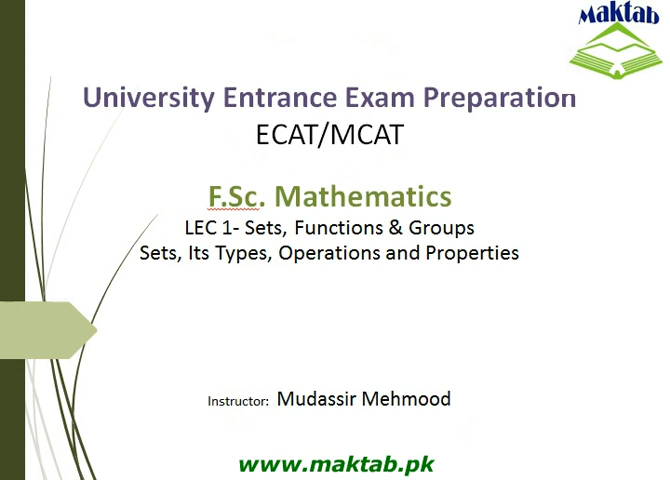 Maktab
University Entrance Exam Preparation
ECAT/MCAT
F.Sc. Mathematics
LEC 1- Sets, Functions & Groups
Sets, Its Types, Operations and Properties
Instructor: Mudassir Mehmood
www.maktab.pk